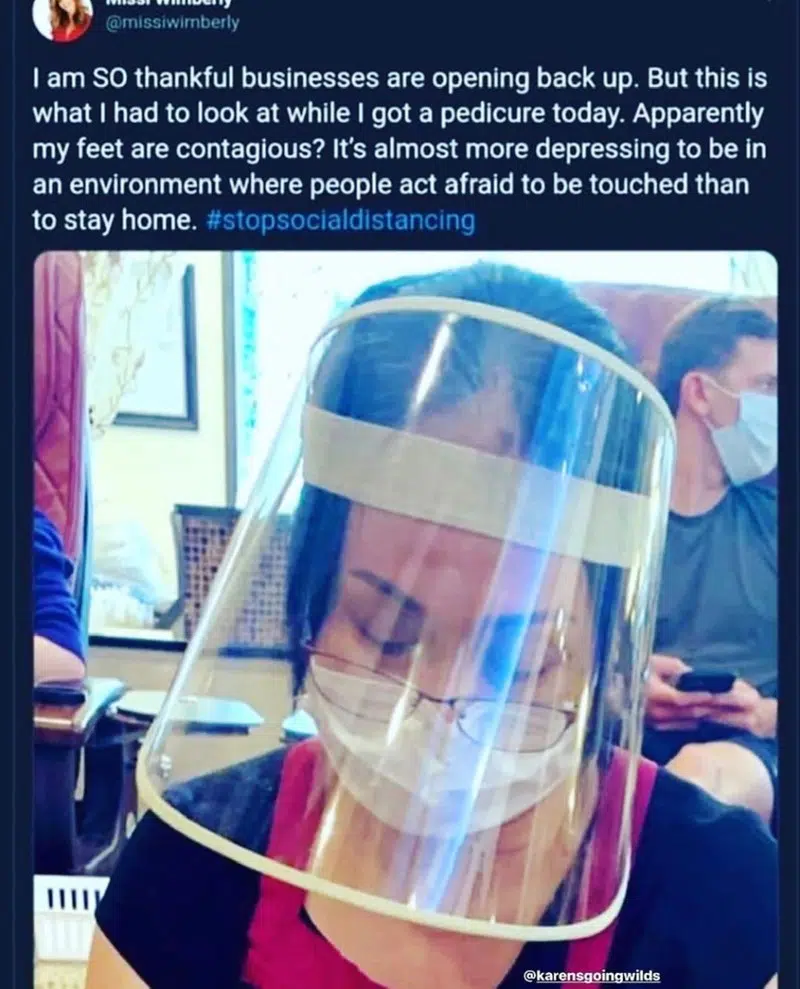 @missiwimberly
I am SO thankful businesses are opening back up. But this is
what I had to look at while I got a pedicure today. Apparently
my feet are contagious? It's almost more depressing to be in
an environment where people act afraid to be touched than
to stay home. #stopsocialdistancing
@karensgoingwilds